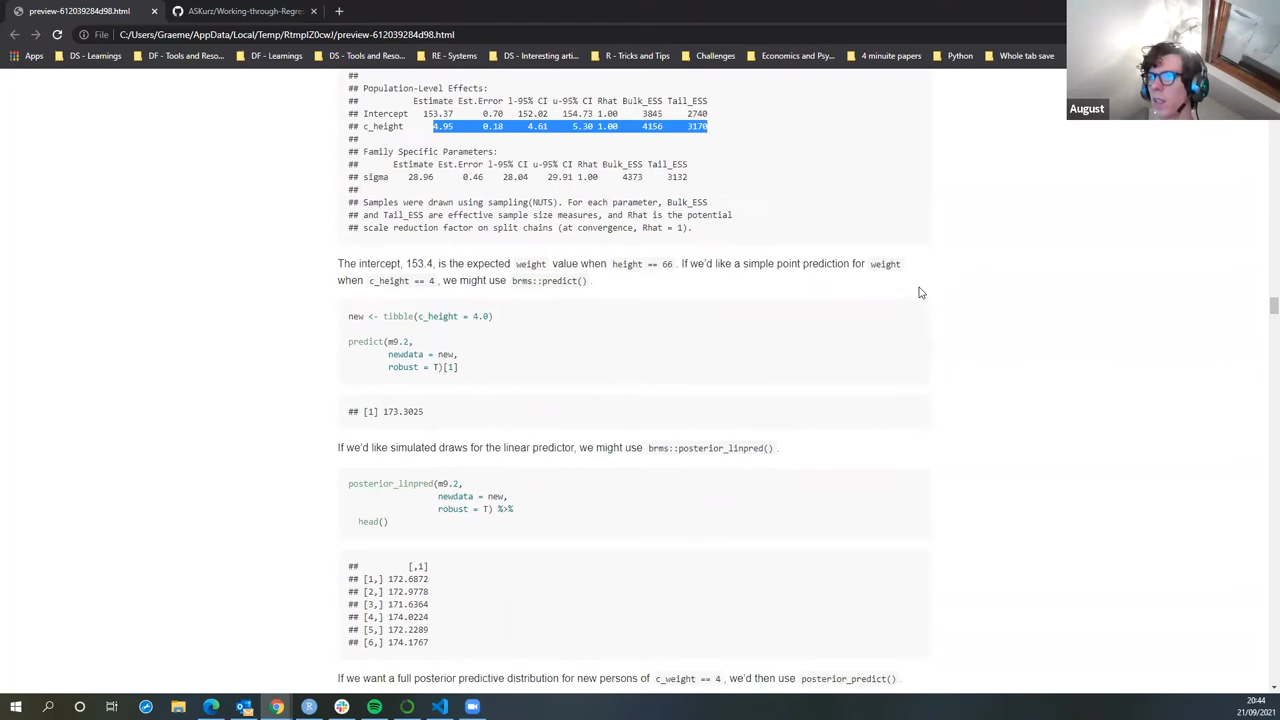 preview-612039284d98.html
ASKurz/Working-through-Regres
File
C:/Users/Graeme/AppData/Local/Temp/RtmpIZ0cwJ/preview-612039284d98.html
Apps
DS - Learnings
DF - Tools and Reso...
DF - Learnings
DS - Tools and Reso...
RE - Systems
DS - Interesting artic...
R - Tricks and Tips
Challenges
Economics and Psy...
4 minuite papers
Python
Whole tab save
August
##
## Population-Level Effects:
## Estimate Est.Error l-95% CI u-95% CI Rhat Bulk_ESS Tail_ESS
## Intercept 153.37 0.70 152.02 154.73 1.00 3845 2740
## c_height 4.95 0.18 4.61 5.30 1.00 4156 3170
##
## Family Specific Parameters:
## Estimate Est.Error l-95% CI u-95% CI Rhat Bulk_ESS Tail_ESS
## sigma 28.96 0.46 28.04 29.91 1.00 4373 3132
##
## Samples were drawn using sampling(NUTS). For each parameter, Bulk_ESS
## and Tail_ESS are effective sample size measures, and Rhat is the potential
## scale reduction factor on split chains (at convergence, Rhat = 1).
The intercept, 153.4, is the expected weight value when height == 66. If we'd like a simple point prediction for weight
when c_height == 4, we might use brms::predict().
new <- tibble(c_height = 4.0)
predict(m9.2,
newdata = new,
robust = T)[1]
## [1] 173.3025
If we'd like simulated draws for the linear predictor, we might use brms::posterior_linpred().
posterior_linpred(m9.2,
newdata = new,
robust = T) %>%
head()
## [,1]
## [1,] 172.6872
## [2,] 172.9778
## [3,] 171.6364
## [4,] 174.0224
## [5,] 172.2289
## [6,] 174.1767
If we want a full posterior predictive distribution for new persons of c_weight == 4, we'd then use posterior_predict().
20:44
21/09/2021